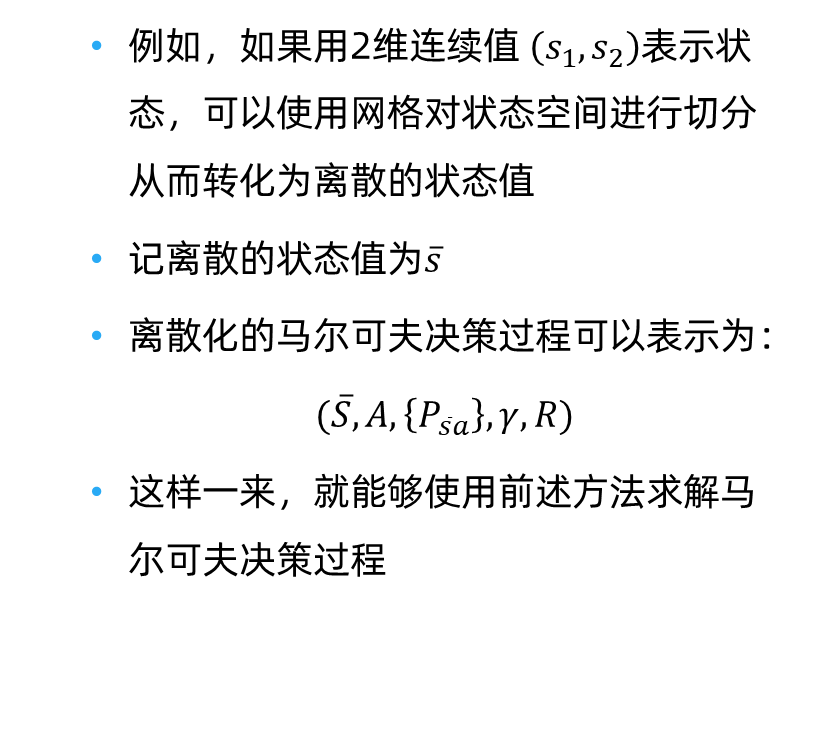 • 例如，如果用2维连续值 (s₁, s₂)表示状
态，可以使用网格对状态空间进行切分
从而转化为离散的状态值
• 记离散的状态值为s̄
• 离散化的马尔可夫决策过程可以表示为：
(S̄, A, {P_s̄a}, γ, R)
• 这样一来，就能够使用前述方法求解马
尔可夫决策过程